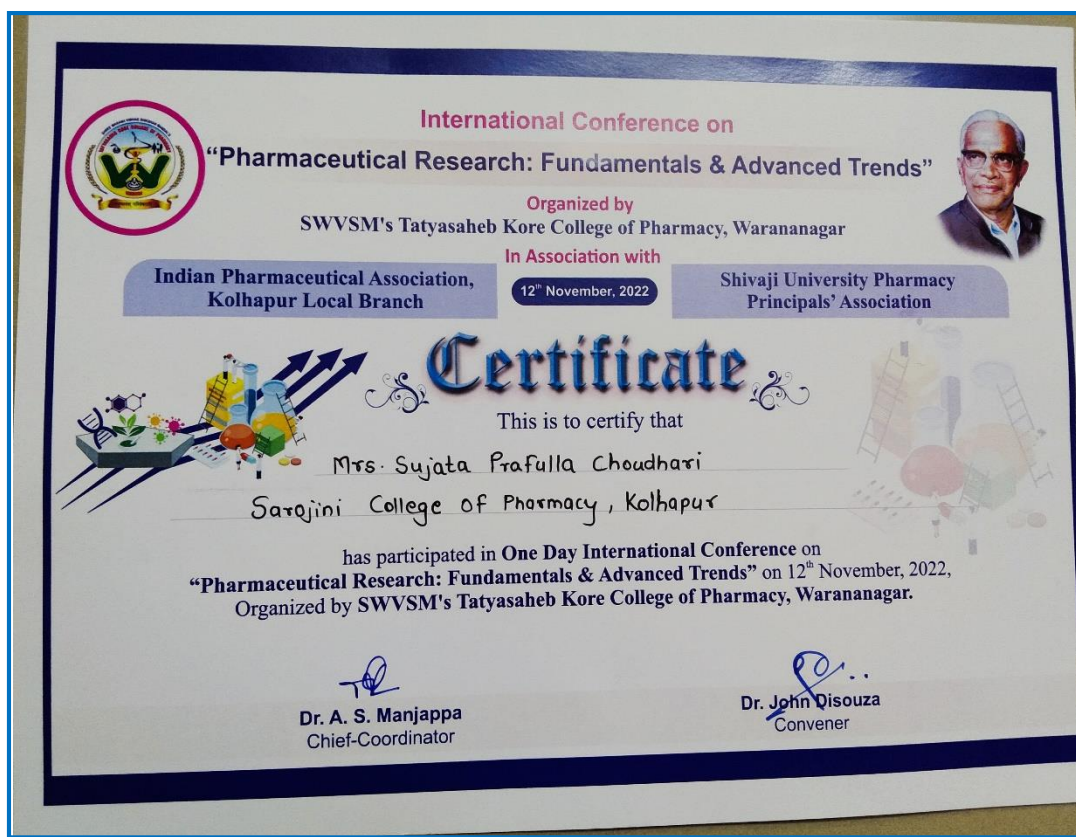 International Conference on
“Pharmaceutical Research: Fundamentals & Advanced Trends”
Organized by
SWVSM's Tatyasaheb Kore College of Pharmacy, Warananagar
In Association with
Indian Pharmaceutical Association,
Kolhapur Local Branch
12th November, 2022
Shivaji University Pharmacy
Principals’ Association
Certificate
This is to certify that
Mrs. Sujata Prafulla Choudhari
Sarojini College of Pharmacy, Kolhapur
has participated in One Day International Conference on
“Pharmaceutical Research: Fundamentals & Advanced Trends” on 12th November, 2022,
Organized by SWVSM's Tatyasaheb Kore College of Pharmacy, Warananagar.
Dr. A. S. Manjappa
Chief-Coordinator
Dr. John Disouza
Convener